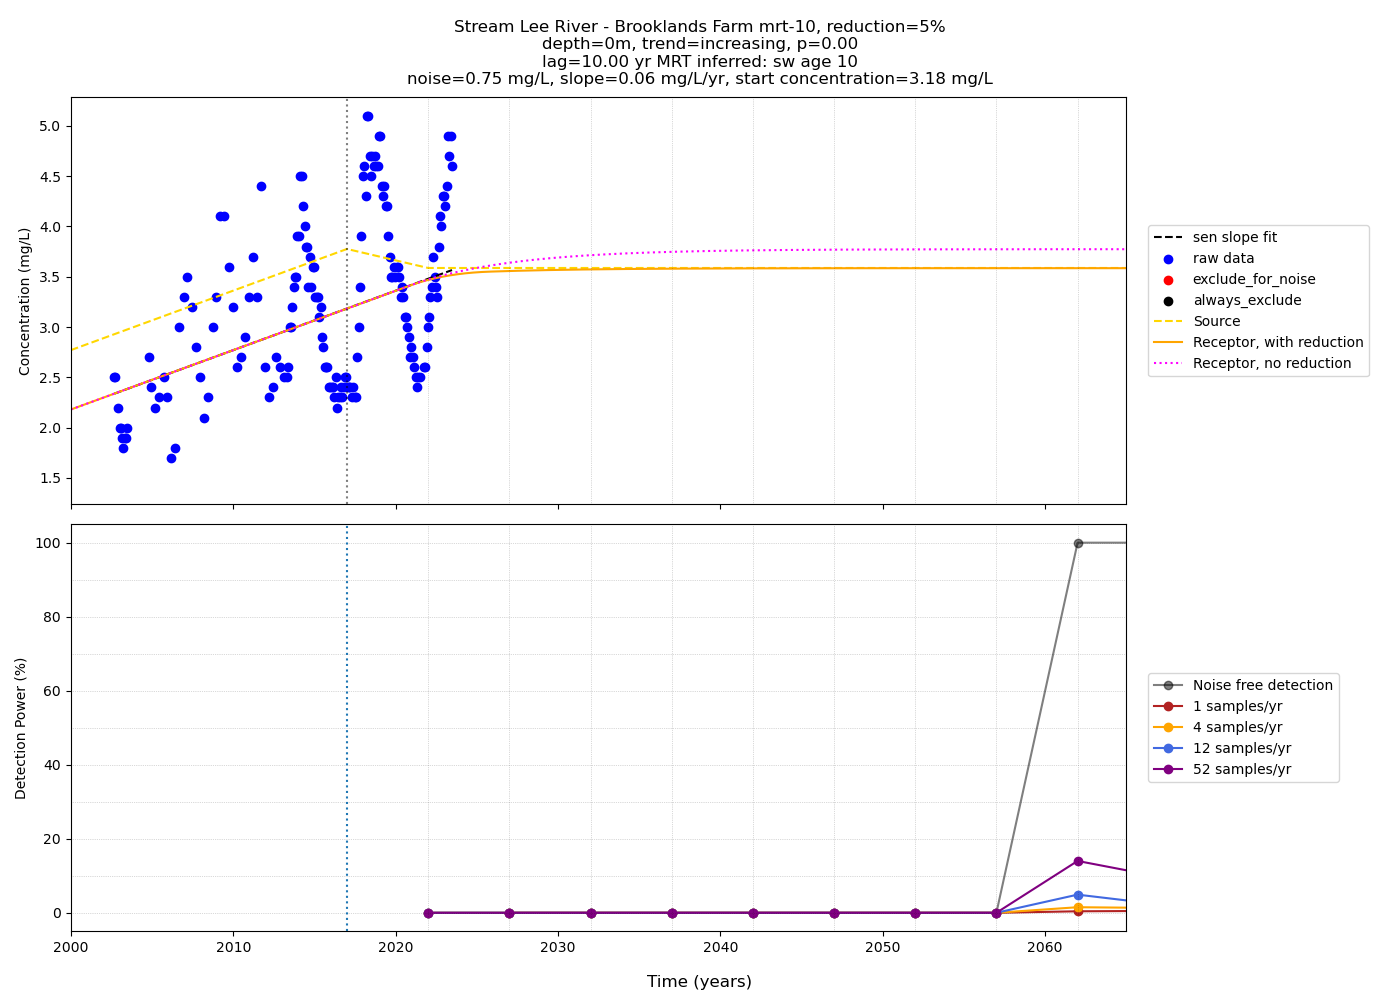 Stream Lee River - Brooklands Farm mrt-10, reduction=5%
depth=0m, trend=increasing, p=0.00
lag=10.00 yr MRT inferred: sw age 10
noise=0.75 mg/L, slope=0.06 mg/L/yr, start concentration=3.18 mg/L
Concentration (mg/L)
5.0
4.5
4.0
3.5
3.0
2.5
2.0
1.5
sen slope fit
raw data
exclude_for_noise
always_exclude
Source
Receptor, with reduction
Receptor, no reduction
Detection Power (%)
100
80
60
40
20
0
2000
2010
2020
2030
2040
2050
2060
Time (years)
Noise free detection
1 samples/yr
4 samples/yr
12 samples/yr
52 samples/yr